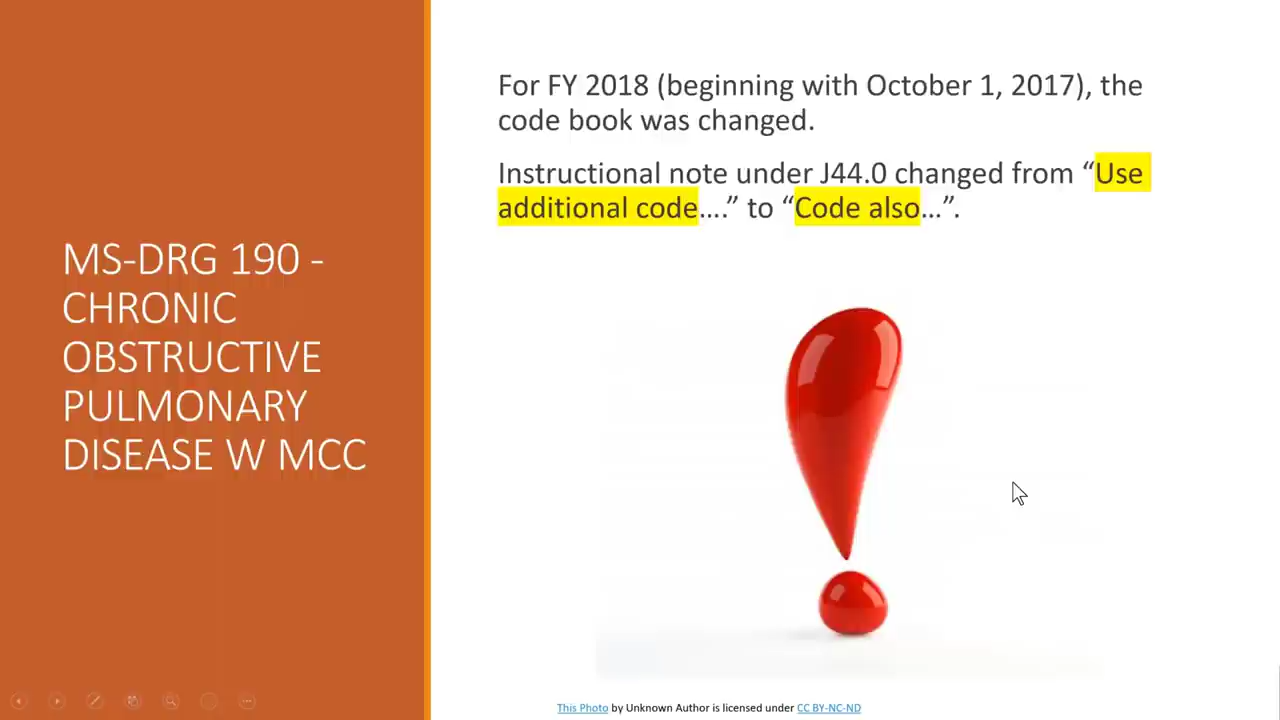 MS-DRG 190 -
CHRONIC
OBSTRUCTIVE
PULMONARY
DISEASE W MCC
For FY 2018 (beginning with October 1, 2017), the
code book was changed.
Instructional note under J44.0 changed from “Use
additional code....” to “Code also...”.
This Photo by Unknown Author is licensed under CC BY-NC-ND